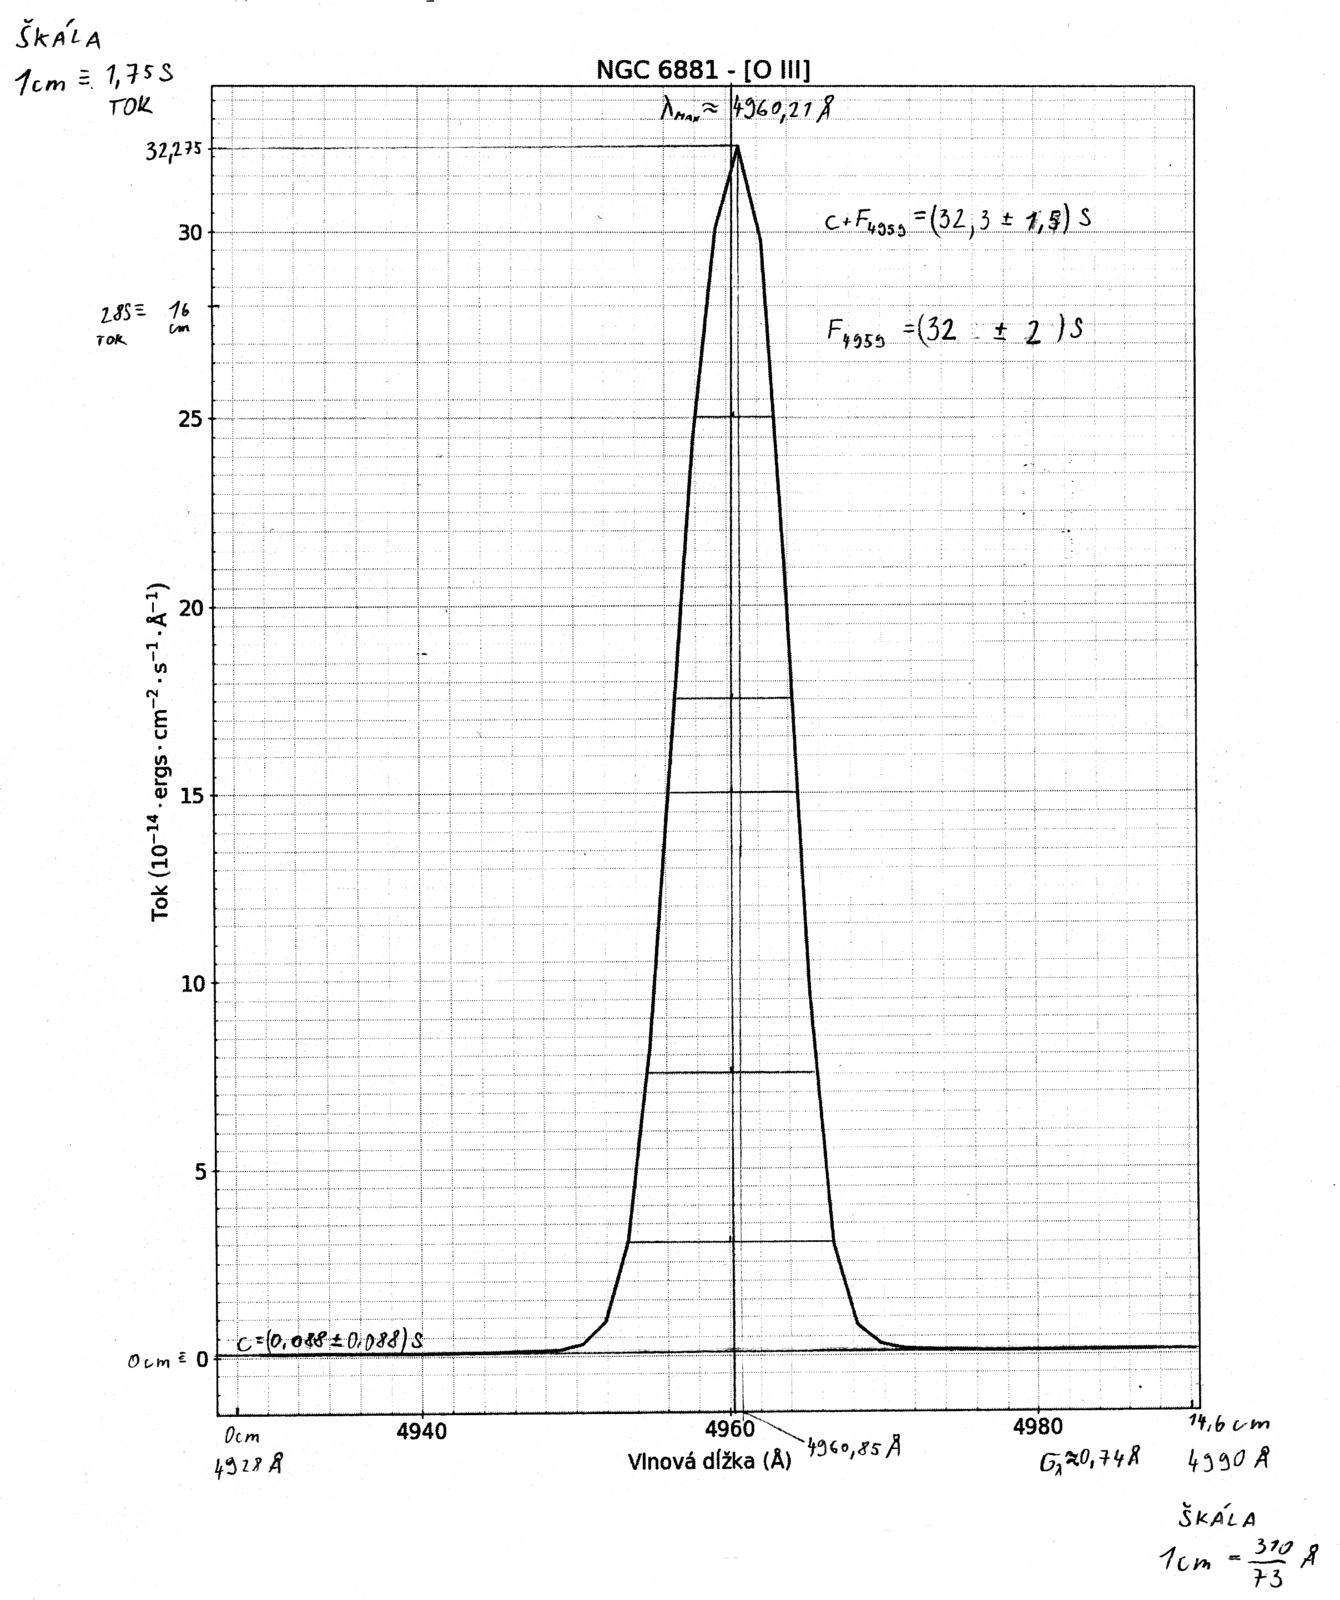 ŠKÁLA
1cm ≡ 1,75 S
TOK
NGC 6881 - [O III]
λMAX ≈ 4960,21 Å
32,275
C+F4959 = (32,3 ± 1,5) S
30
28S ≡ 16
TOK cm
F4959 = (32 ± 2) S
25
20
15
10
5
Tok (10⁻¹⁴ · ergs · cm⁻² · s⁻¹ · Å⁻¹)
C = (0,088 ± 0,088) S
0cm ≡ 0
4940
4960
4980
0cm
4928 Å
Vlnová dĺžka (Å)
4960,85 Å
σλ ≈ 0,74 Å
14,6 cm
4990 Å
ŠKÁLA
1cm = 310/73 Å